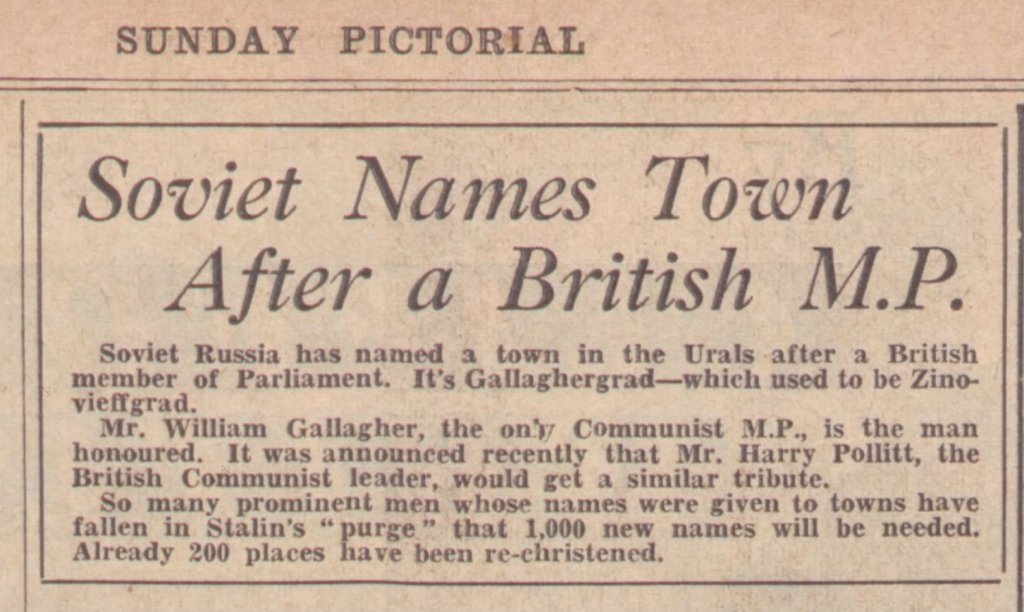 SUNDAY PICTORIAL
Soviet Names Town
After a British M.P.
Soviet Russia has named a town in the Urals after a British
member of Parliament. It's Gallaghergrad—which used to be Zino-
vieffgrad.
Mr. William Gallagher, the only Communist M.P., is the man
honoured. It was announced recently that Mr. Harry Pollitt, the
British Communist leader, would get a similar tribute.
So many prominent men whose names were given to towns have
fallen in Stalin's "purge" that 1,000 new names will be needed.
Already 200 places have been re-christened.